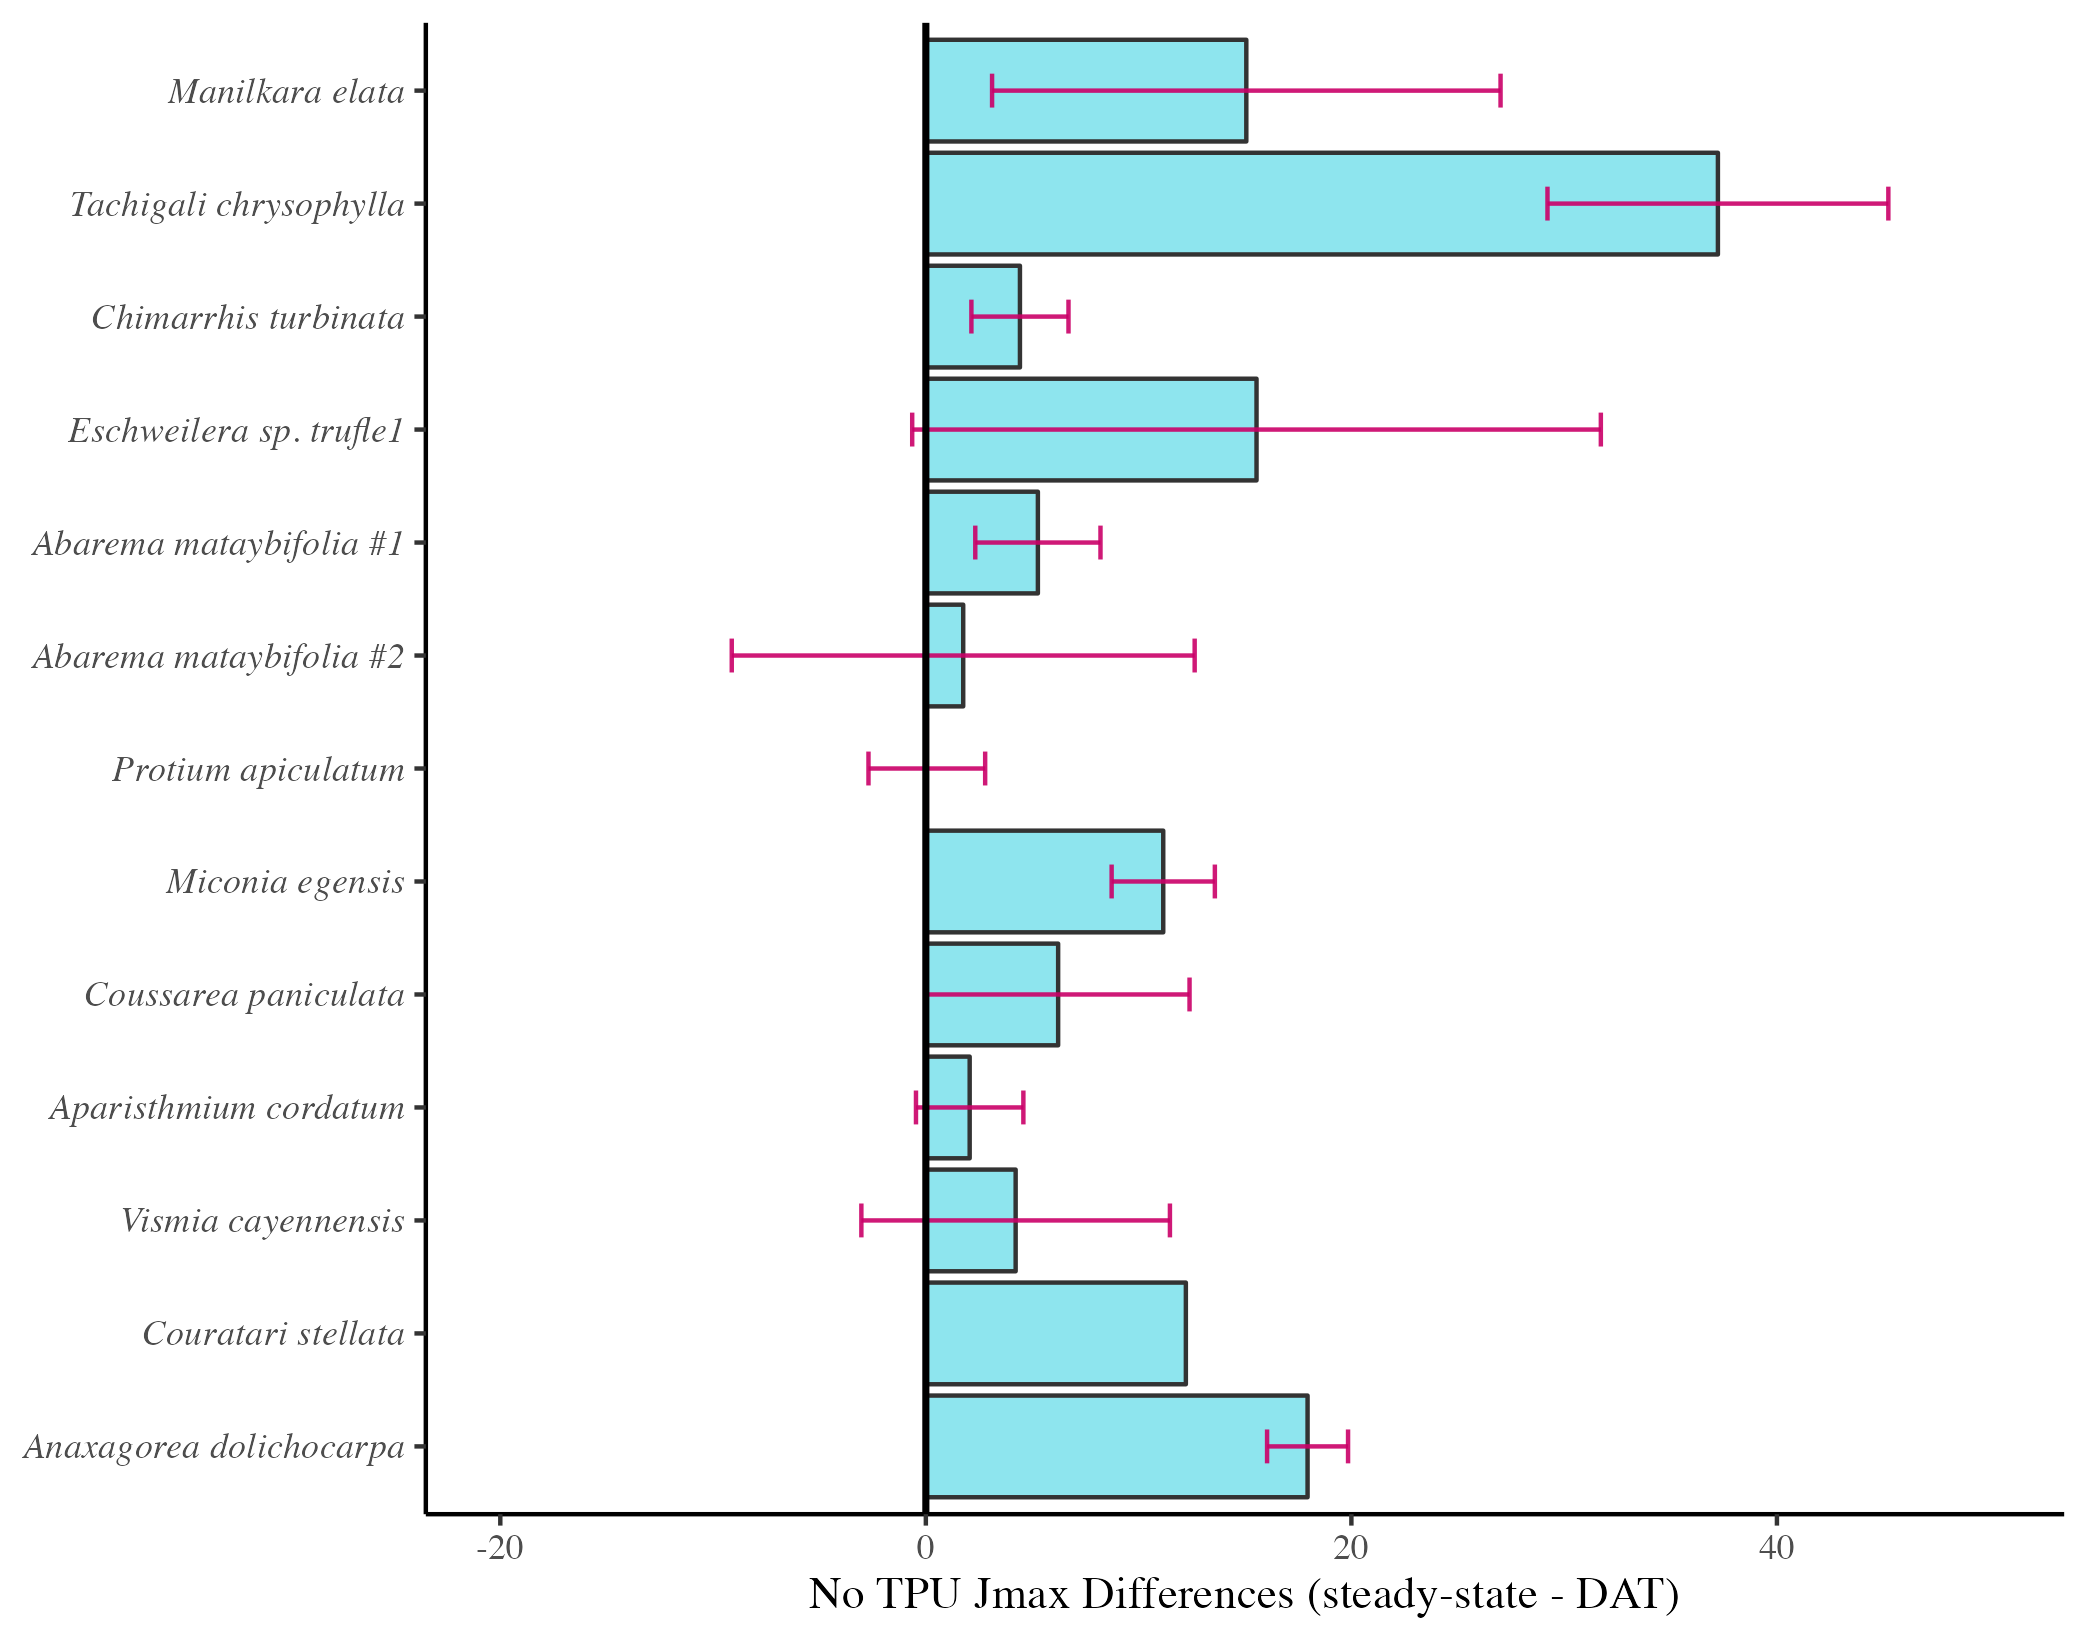 Manilkara elata
Tachigali chrysophylla
Chimarrhis turbinata
Eschweilera sp. trufle1
Abarema mataybifolia #1
Abarema mataybifolia #2
Protium apiculatum
Miconia egensis
Coussarea paniculata
Aparisthmium cordatum
Vismia cayennensis
Couratari stellata
Anaxagorea dolichocarpa
-20 0 20 40
No TPU Jmax Differences (steady-state - DAT)